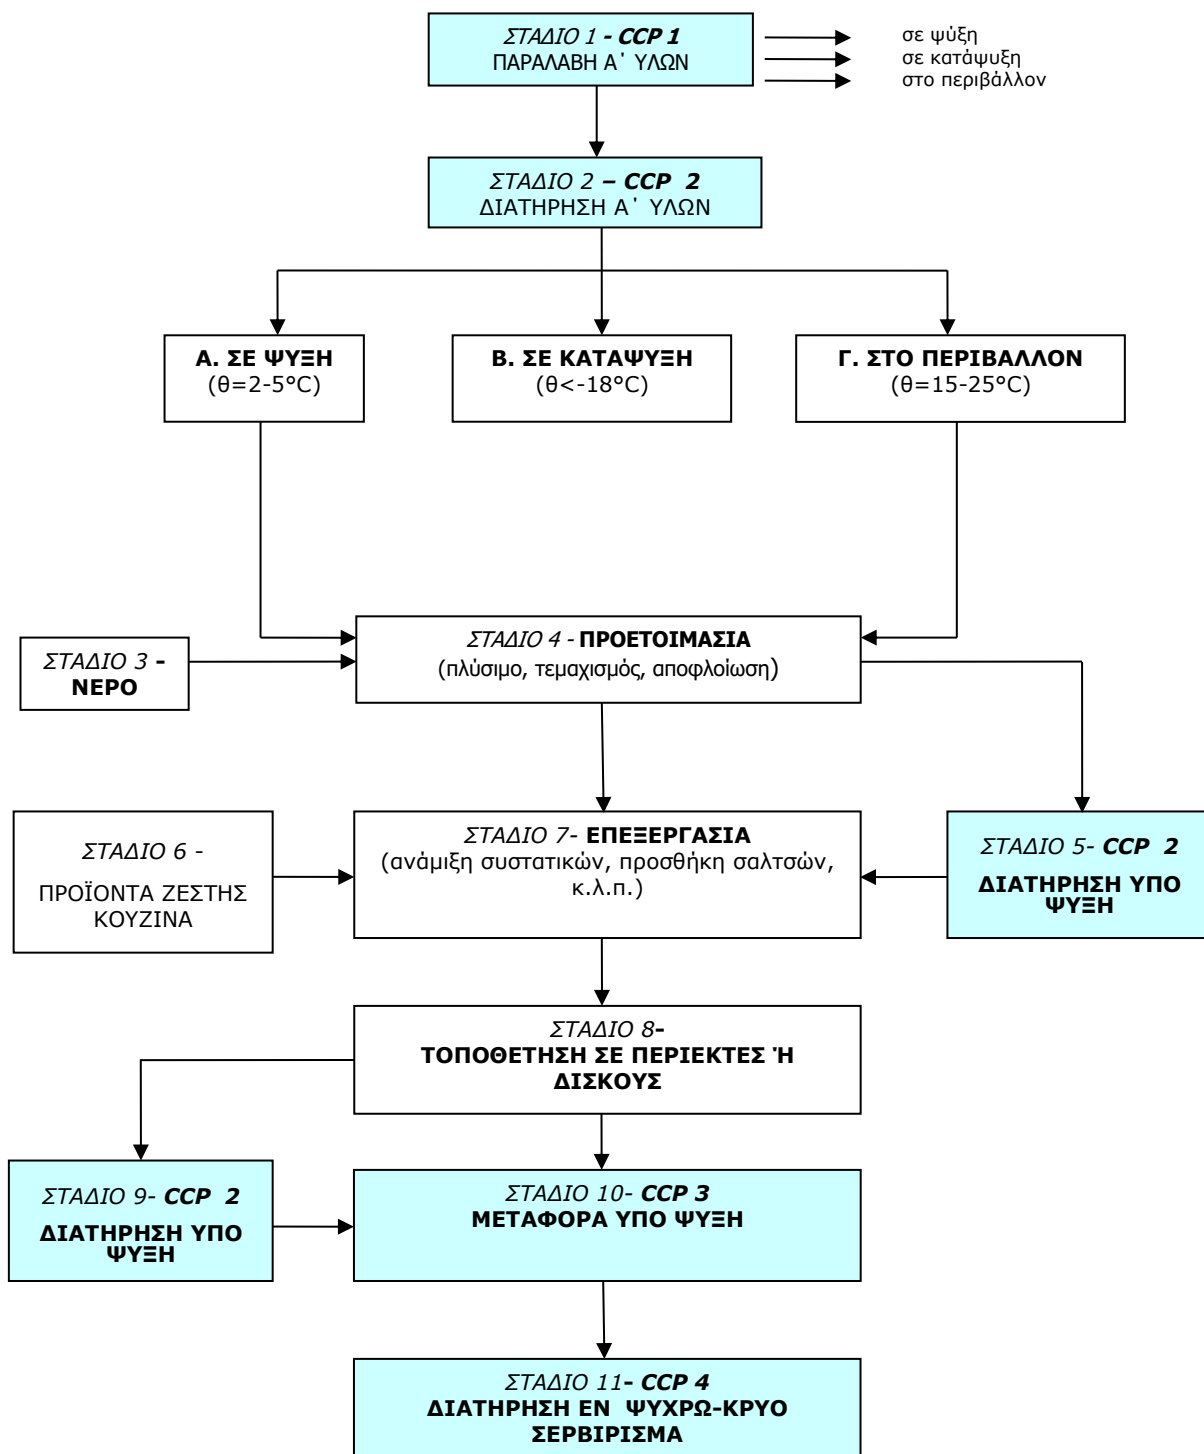 ΣΤΑΔΙΟ 1 - CCP 1
ΠΑΡΑΛΑΒΗ Α΄ ΥΛΩΝ
σε ψύξη
σε κατάψυξη
στο περιβάλλον
ΣΤΑΔΙΟ 2 – CCP 2
ΔΙΑΤΗΡΗΣΗ Α΄ ΥΛΩΝ
Α. ΣΕ ΨΥΞΗ
(θ=2-5°C)
Β. ΣΕ ΚΑΤΑΨΥΞΗ
(θ<-18°C)
Γ. ΣΤΟ ΠΕΡΙΒΑΛΛΟΝ
(θ=15-25°C)
ΣΤΑΔΙΟ 3 -
ΝΕΡΟ
ΣΤΑΔΙΟ 4 - ΠΡΟΕΤΟΙΜΑΣΙΑ
(πλύσιμο, τεμαχισμός, αποφλοίωση)
ΣΤΑΔΙΟ 6 -
ΠΡΟΪΟΝΤΑ ΖΕΣΤΗΣ
ΚΟΥΖΙΝΑ
ΣΤΑΔΙΟ 7- ΕΠΕΞΕΡΓΑΣΙΑ
(ανάμιξη συστατικών, προσθήκη σαλτσών,
κ.λ.π.)
ΣΤΑΔΙΟ 5- CCP 2
ΔΙΑΤΗΡΗΣΗ ΥΠΟ
ΨΥΞΗ
ΣΤΑΔΙΟ 8-
ΤΟΠΟΘΕΤΗΣΗ ΣΕ ΠΕΡΙΕΚΤΕΣ Ή
ΔΙΣΚΟΥΣ
ΣΤΑΔΙΟ 9- CCP 2
ΔΙΑΤΗΡΗΣΗ ΥΠΟ
ΨΥΞΗ
ΣΤΑΔΙΟ 10- CCP 3
ΜΕΤΑΦΟΡΑ ΥΠΟ ΨΥΞΗ
ΣΤΑΔΙΟ 11- CCP 4
ΔΙΑΤΗΡΗΣΗ ΕΝ ΨΥΧΡΩ-ΚΡΥΟ
ΣΕΡΒΙΡΙΣΜΑ